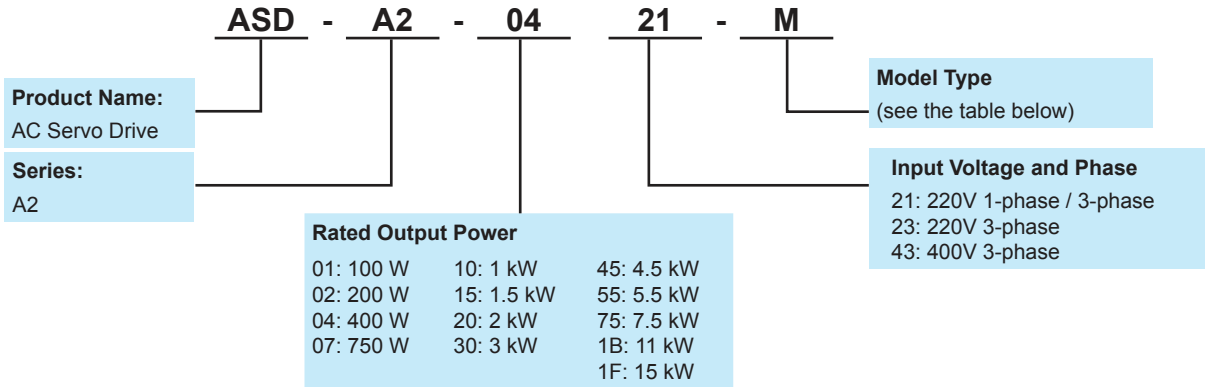 ASD - A2 - 04 21 - M
Product Name:
AC Servo Drive
Series:
A2
Rated Output Power
01: 100 W 10: 1 kW 45: 4.5 kW
02: 200 W 15: 1.5 kW 55: 5.5 kW
04: 400 W 20: 2 kW 75: 7.5 kW
07: 750 W 30: 3 kW 1B: 11 kW
1F: 15 kW
Model Type
(see the table below)
Input Voltage and Phase
21: 220V 1-phase / 3-phase
23: 220V 3-phase
43: 400V 3-phase